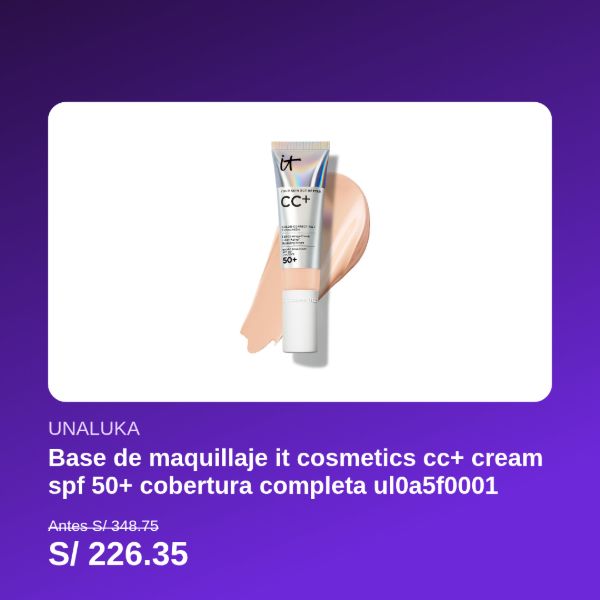 it
CC+
50+
UNALUKA
Base de maquillaje it cosmetics cc+ cream
spf 50+ cobertura completa ul0a5f0001
Antes S/ 348.75
S/ 226.35